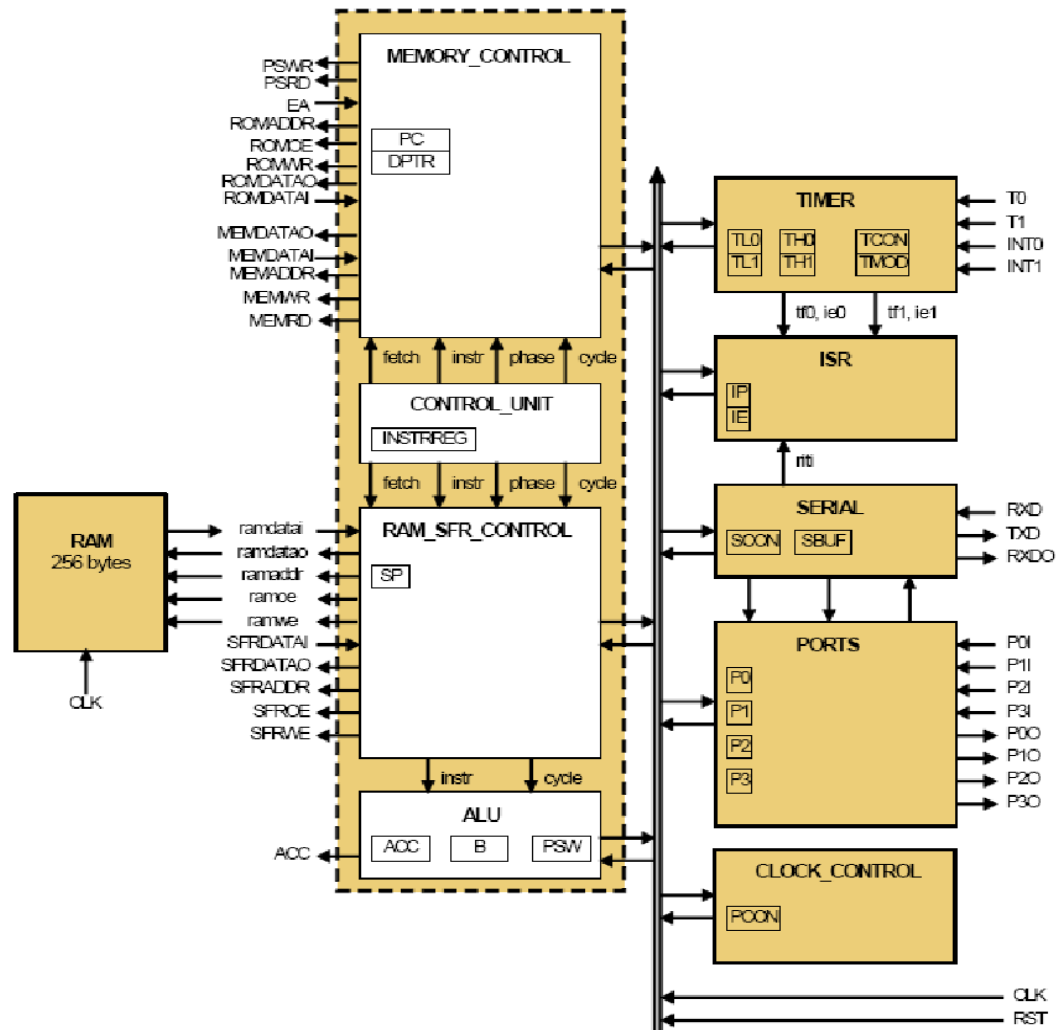 MEMORY_CONTROL
PSWR
PSRD
EA
ROMADDR
ROMOE
ROMWR
ROMDATAO
ROMDATAI
MEMDATAO
MEMDATAI
MEMADDR
MEMWR
MEMRD
PC
DPTR
fetch instr phase cycle
CONTROL_UNIT
INSTRREG
fetch instr phase cycle
RAM
256 bytes
CLK
ramdatai
ramdatao
ramaddr
ramoe
ramwe
SFRDATAI
SFRDATAO
SFRADDR
SFROE
SFRWE
RAM_SFR_CONTROL
SP
instr cycle
ALU
ACC B PSW
ACC
TIMER
TL0 TH0 TCON
TL1 TH1 TMOD
T0
T1
INT0
INT1
tf0, ie0 tf1, ie1
ISR
IP
IE
riti
SERIAL
SCON SBUF
RXD
TXD
RXDO
PORTS
P0
P1
P2
P3
P0I
P1I
P2I
P3I
P0O
P1O
P2O
P3O
CLOCK_CONTROL
PCON
CLK
RST